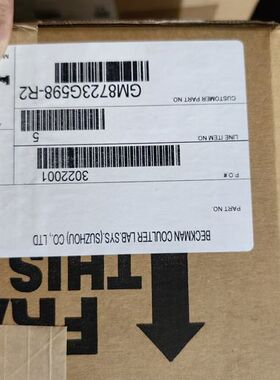 BECKMAN COULTER LAB.SYS.(SUZHOU) CO., LTD
PART NO.
P.O#
3022001
LINE ITEM NO
5
CUSTOMER PART NO.
GM8723G598-R2
THIS
FRA